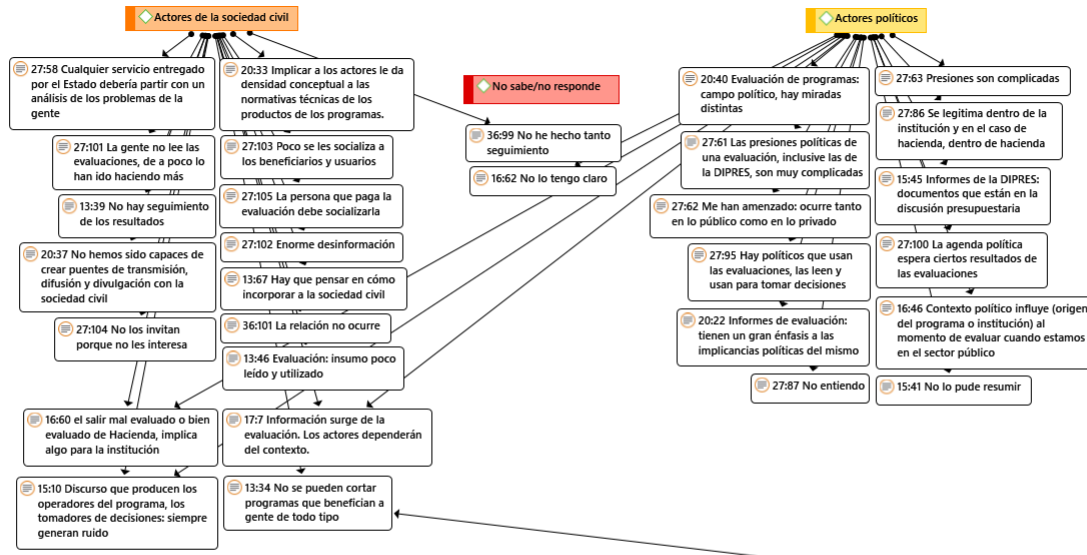 Actores de la sociedad civil
Actores políticos
No sabe/no responde
27:58 Cualquier servicio entregado
por el Estado debería partir con un
análisis de los problemas de la
gente
27:101 La gente no lee las
evaluaciones, de a poco lo
han ido haciendo más
13:39 No hay seguimiento
de los resultados
20:37 No hemos sido capaces de
crear puentes de transmisión,
difusión y divulgación con la
sociedad civil
27:104 No los invitan
porque no les interesa
16:60 el salir mal evaluado o bien
evaluado de Hacienda, implica
algo para la institución
15:10 Discurso que producen los
operadores del programa, los
tomadores de decisiones: siempre
generan ruido
20:33 Implicar a los actores le da
densidad conceptual a las
normativas técnicas de los
productos de los programas.
27:103 Poco se les socializa a
los beneficiarios y usuarios
27:105 La persona que paga la
evaluación debe socializarla
27:102 Enorme desinformación
13:67 Hay que pensar en cómo
incorporar a la sociedad civil
36:101 La relación no ocurre
13:46 Evaluación: insumo poco
leído y utilizado
17:7 Información surge de la
evaluación. Los actores dependerán
del contexto.
13:34 No se pueden cortar
programas que benefician a
gente de todo tipo
36:99 No he hecho tanto
seguimiento
16:62 No lo tengo claro
20:40 Evaluación de programas:
campo político, hay miradas
distintas
27:61 Las presiones políticas de
una evaluación, inclusive las de
la DIPRES, son muy complicadas
27:62 Me han amenzado: ocurre tanto
en lo público como en lo privado
27:95 Hay políticos que usan
las evaluaciones, las leen y
usan para tomar decisiones
20:22 Informes de evaluación:
tienen un gran énfasis a las
implicancias políticas del mismo
27:87 No entiendo
27:63 Presiones son complicadas
27:86 Se legitima dentro de la
institución y en el caso de
hacienda, dentro de hacienda
15:45 Informes de la DIPRES:
documentos que están en la
discusión presupuestaria
27:100 La agenda política
espera ciertos resultados de
las evaluaciones
16:46 Contexto político influye (origen
del programa o institución) al
momento de evaluar cuando estamos
en el sector público
15:41 No lo pude resumir